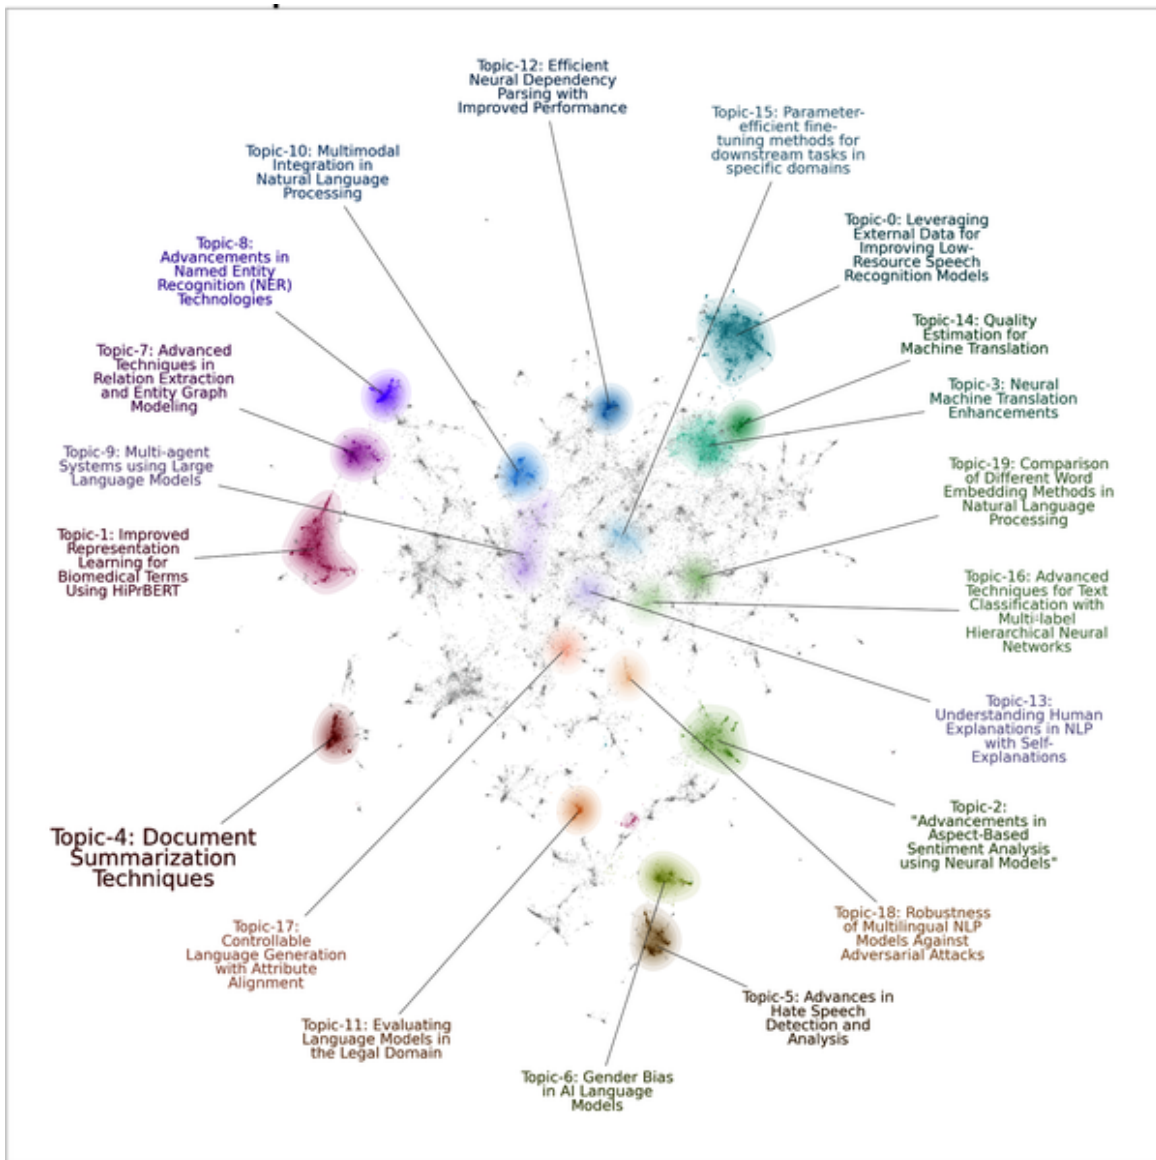 Topic-12: Efficient
Neural Dependency
Parsing with
Improved Performance
Topic-15: Parameter-
efficient fine-
tuning methods for
downstream tasks in
specific domains
Topic-10: Multimodal
Integration in
Natural Language
Processing
Topic-0: Leveraging
External Data for
Improving Low-
Resource Speech
Recognition Models
Topic-8:
Advancements in
Named Entity
Recognition (NER)
Technologies
Topic-14: Quality
Estimation for
Machine Translation
Topic-7: Advanced
Techniques in
Relation Extraction
and Entity Graph
Modeling
Topic-3: Neural
Machine Translation
Enhancements
Topic-9: Multi-agent
Systems using Large
Language Models
Topic-19: Comparison
of Different Word
Embedding Methods in
Natural Language
Processing
Topic-1: Improved
Representation
Learning for
Biomedical Terms
Using HiPrBERT
Topic-16: Advanced
Techniques for Text
Classification with
Multi-label
Hierarchical Neural
Networks
Topic-13:
Understanding Human
Explanations in NLP
with Self-
Explanations
Topic-4: Document
Summarization
Techniques
Topic-2:
"Advancements in
Aspect-Based
Sentiment Analysis
using Neural Models"
Topic-17:
Controllable
Language Generation
with Attribute
Alignment
Topic-18: Robustness
of Multilingual NLP
Models Against
Adversarial Attacks
Topic-5: Advances in
Hate Speech
Detection and
Analysis
Topic-11: Evaluating
Language Models in
the Legal Domain
Topic-6: Gender Bias
in AI Language
Models